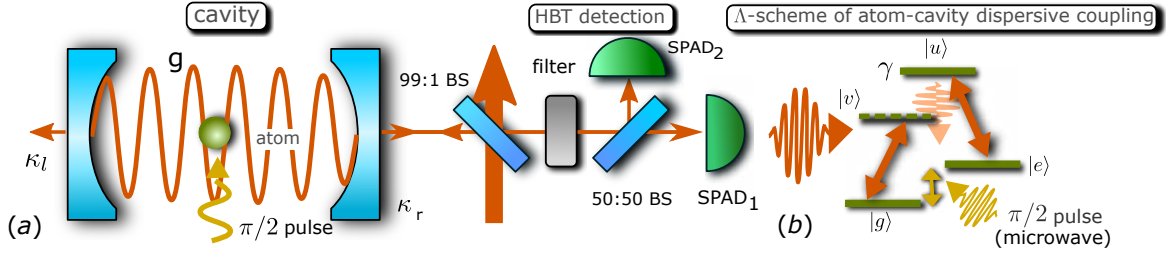 cavity
HBT detection
Λ-scheme of atom-cavity dispersive coupling
g
99:1 BS
filter
SPAD2
atom
κl
κr
π/2 pulse
50:50 BS
SPAD1
(a)
|u⟩
γ
|v⟩
|e⟩
|g⟩
π/2 pulse
(microwave)
(b)